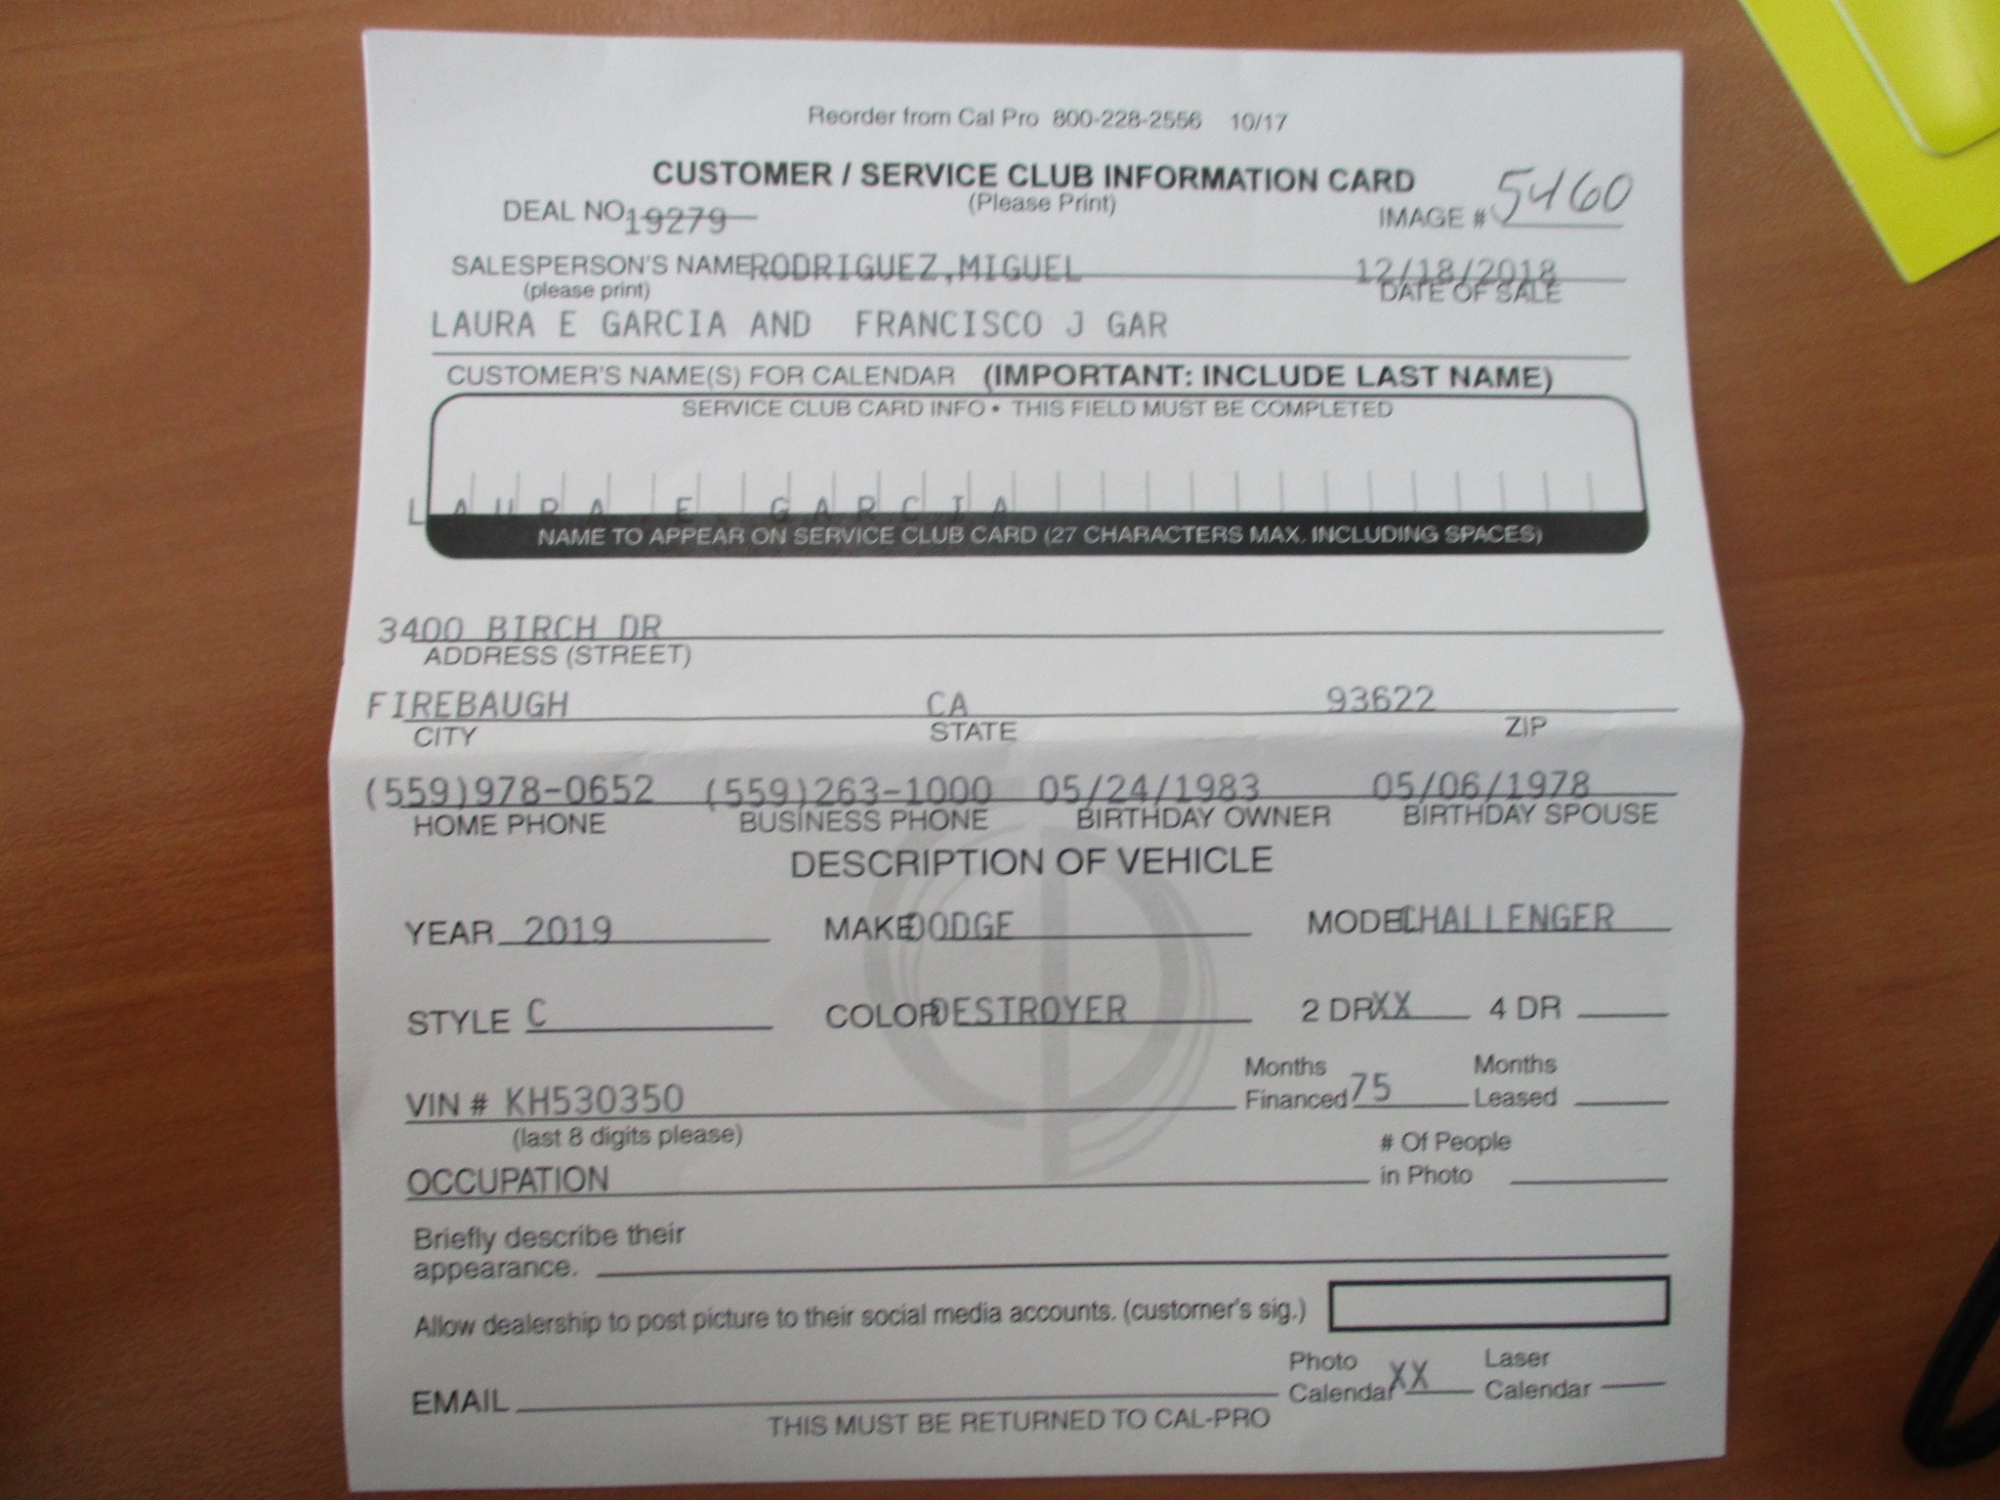 Reorder from Cal Pro 800-228-2556 10/17
CUSTOMER / SERVICE CLUB INFORMATION CARD
(Please Print)
DEAL NO. 19279 IMAGE # 5460
SALESPERSON'S NAME RODRIGUEZ,MIGUEL 12/18/2018
(please print) DATE OF SALE
LAURA E GARCIA AND FRANCISCO J GAR
CUSTOMER'S NAME(S) FOR CALENDAR (IMPORTANT: INCLUDE LAST NAME)
SERVICE CLUB CARD INFO • THIS FIELD MUST BE COMPLETED
LAURA E GARCIA
NAME TO APPEAR ON SERVICE CLUB CARD (27 CHARACTERS MAX. INCLUDING SPACES)
3400 BIRCH DR
ADDRESS (STREET)
FIREBAUGH CA 93622
CITY STATE ZIP
(559)978-0652 (559)263-1000 05/24/1983 05/06/1978
HOME PHONE BUSINESS PHONE BIRTHDAY OWNER BIRTHDAY SPOUSE
DESCRIPTION OF VEHICLE
YEAR 2019 MAKE DODGE MODEL CHALLENGER
STYLE C COLOR DESTROYER 2 DR XX 4 DR
Months Months
VIN # KH530350 Financed 75 Leased
(last 8 digits please) # Of People
OCCUPATION in Photo
Briefly describe their
appearance.
Allow dealership to post picture to their social media accounts. (customer's sig.)
Photo Laser
EMAIL Calendar XX Calendar
THIS MUST BE RETURNED TO CAL-PRO